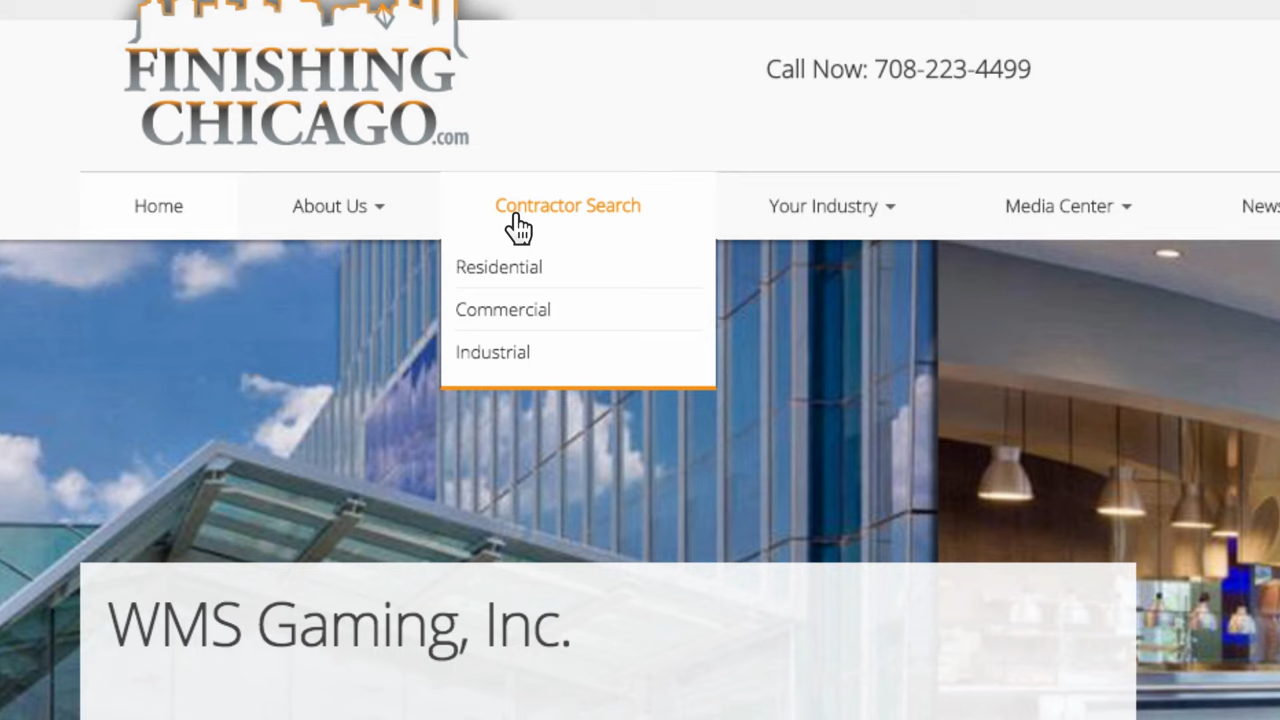 FINISHING
CHICAGO.com
Call Now: 708-223-4499
Home
About Us
Contractor Search
Your Industry
Media Center
Residential
Commercial
Industrial
WMS Gaming, Inc.